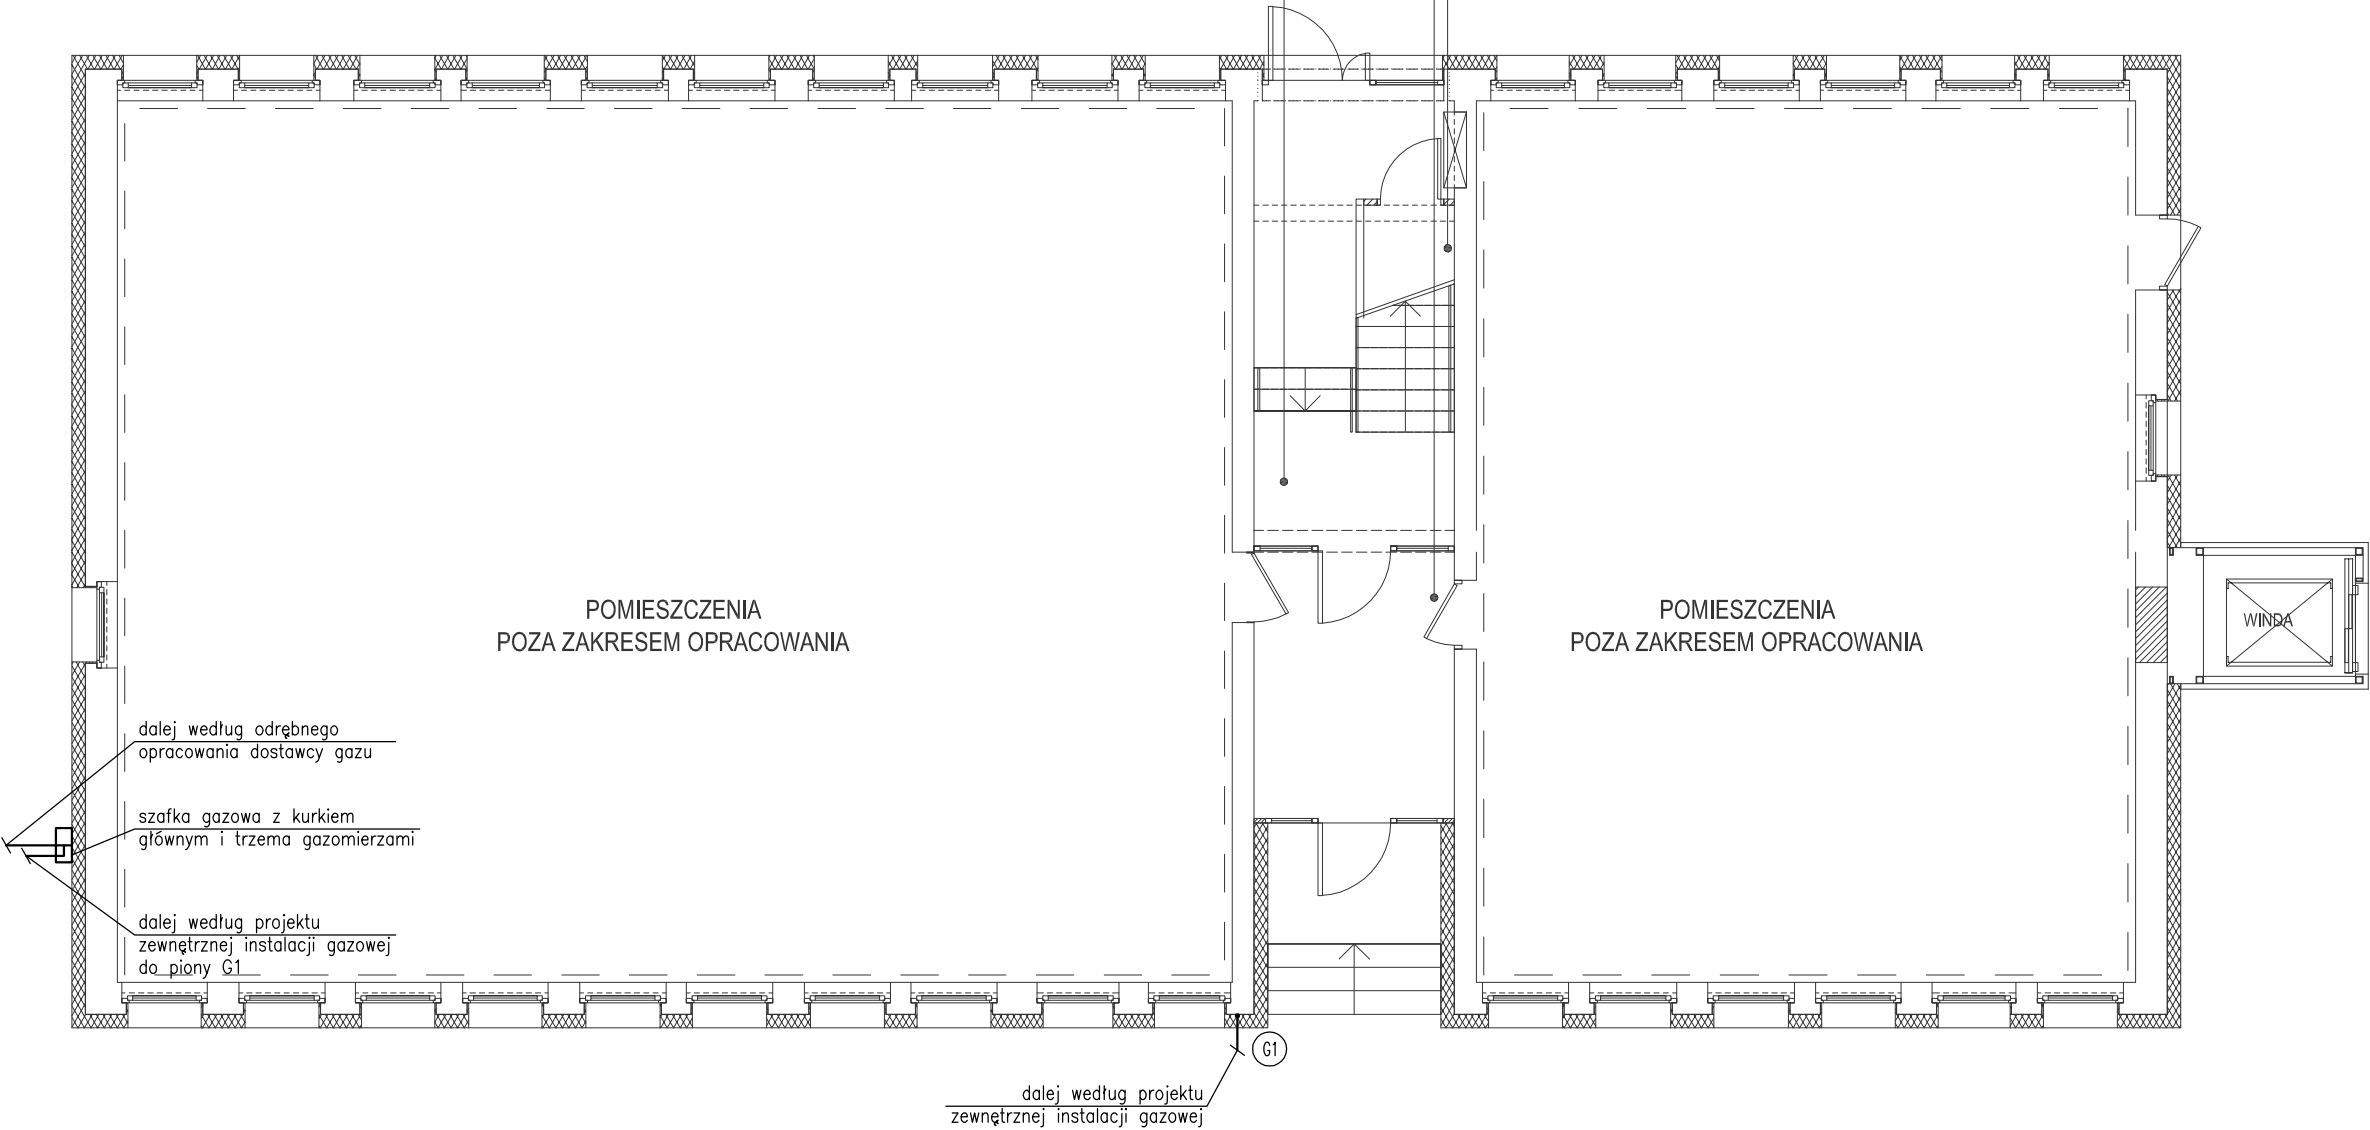 POMIESZCZENIA
POZA ZAKRESEM OPRACOWANIA
POMIESZCZENIA
POZA ZAKRESEM OPRACOWANIA
WINDA
dalej według odrębnego
opracowania dostawcy gazu
szafka gazowa z kurkiem
głównym i trzema gazomierzami
dalej według projektu
zewnętrznej instalacji gazowej
do piony G1
G1
dalej według projektu
zewnętrznej instalacji gazowej